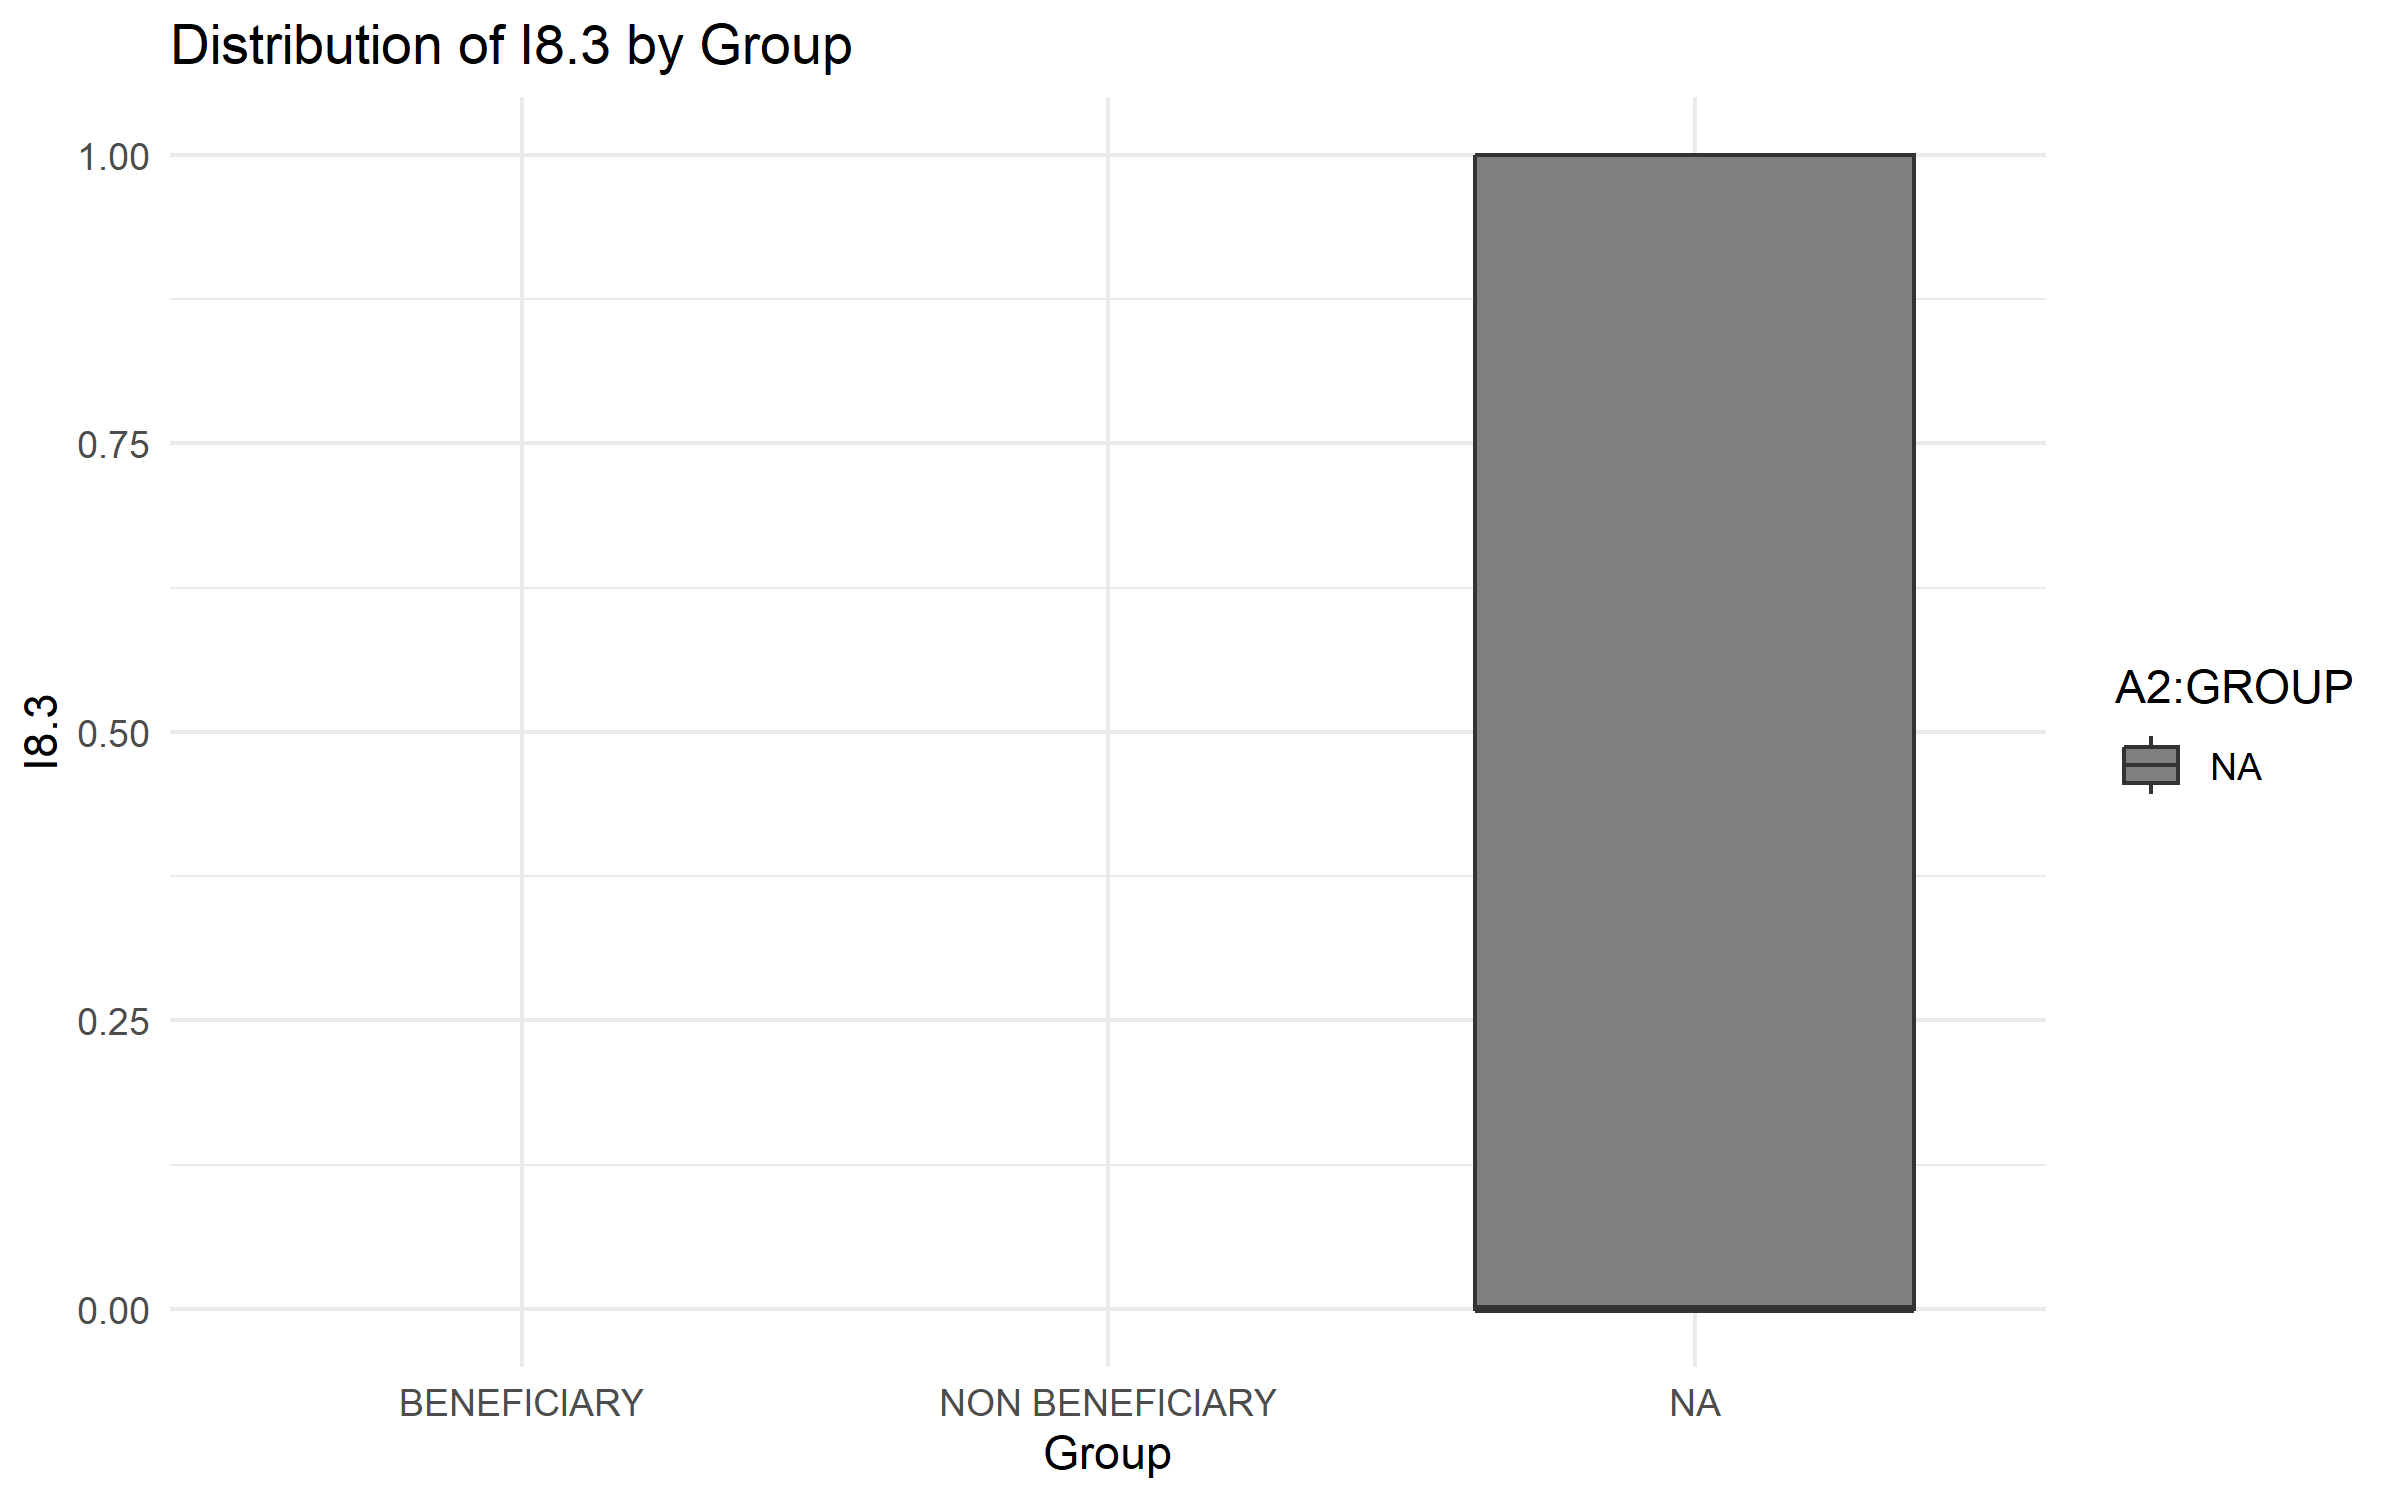 Distribution of I8.3 by Group
1.00
0.75
0.50
0.25
0.00
I8.3
BENEFICIARY
NON BENEFICIARY
NA
Group
A2:GROUP
NA